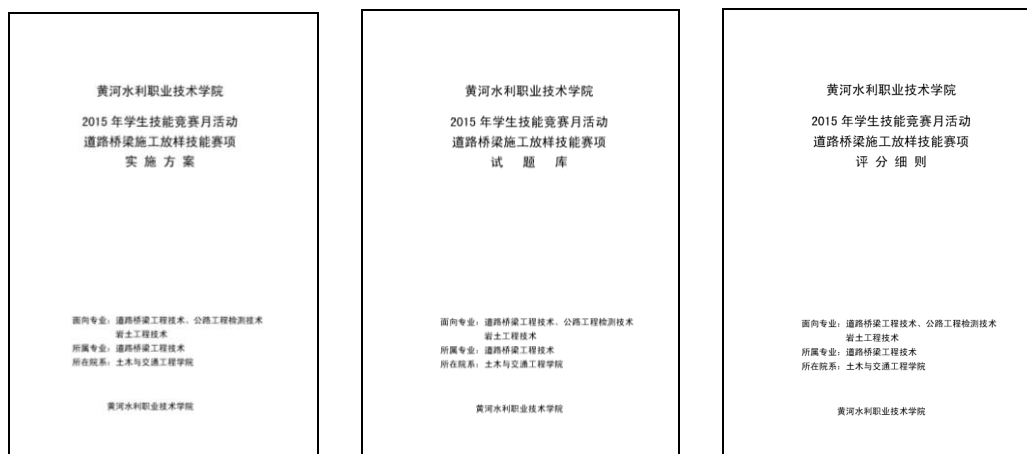 黄河水利职业技术学院
2015 年学生技能竞赛月活动
道路桥梁施工放样技能赛项
实 施 方 案
面向专业：道路桥梁工程技术、公路工程检测技术
岩土工程技术
所属专业：道路桥梁工程技术
所在院系：土木与交通工程学院
黄河水利职业技术学院
黄河水利职业技术学院
2015 年学生技能竞赛月活动
道路桥梁施工放样技能赛项
试 题 库
面向专业：道路桥梁工程技术、公路工程检测技术
岩土工程技术
所属专业：道路桥梁工程技术
所在院系：土木与交通工程学院
黄河水利职业技术学院
黄河水利职业技术学院
2015 年学生技能竞赛月活动
道路桥梁施工放样技能赛项
评 分 细 则
面向专业：道路桥梁工程技术、公路工程检测技术
岩土工程技术
所属专业：道路桥梁工程技术
所在院系：土木与交通工程学院
黄河水利职业技术学院